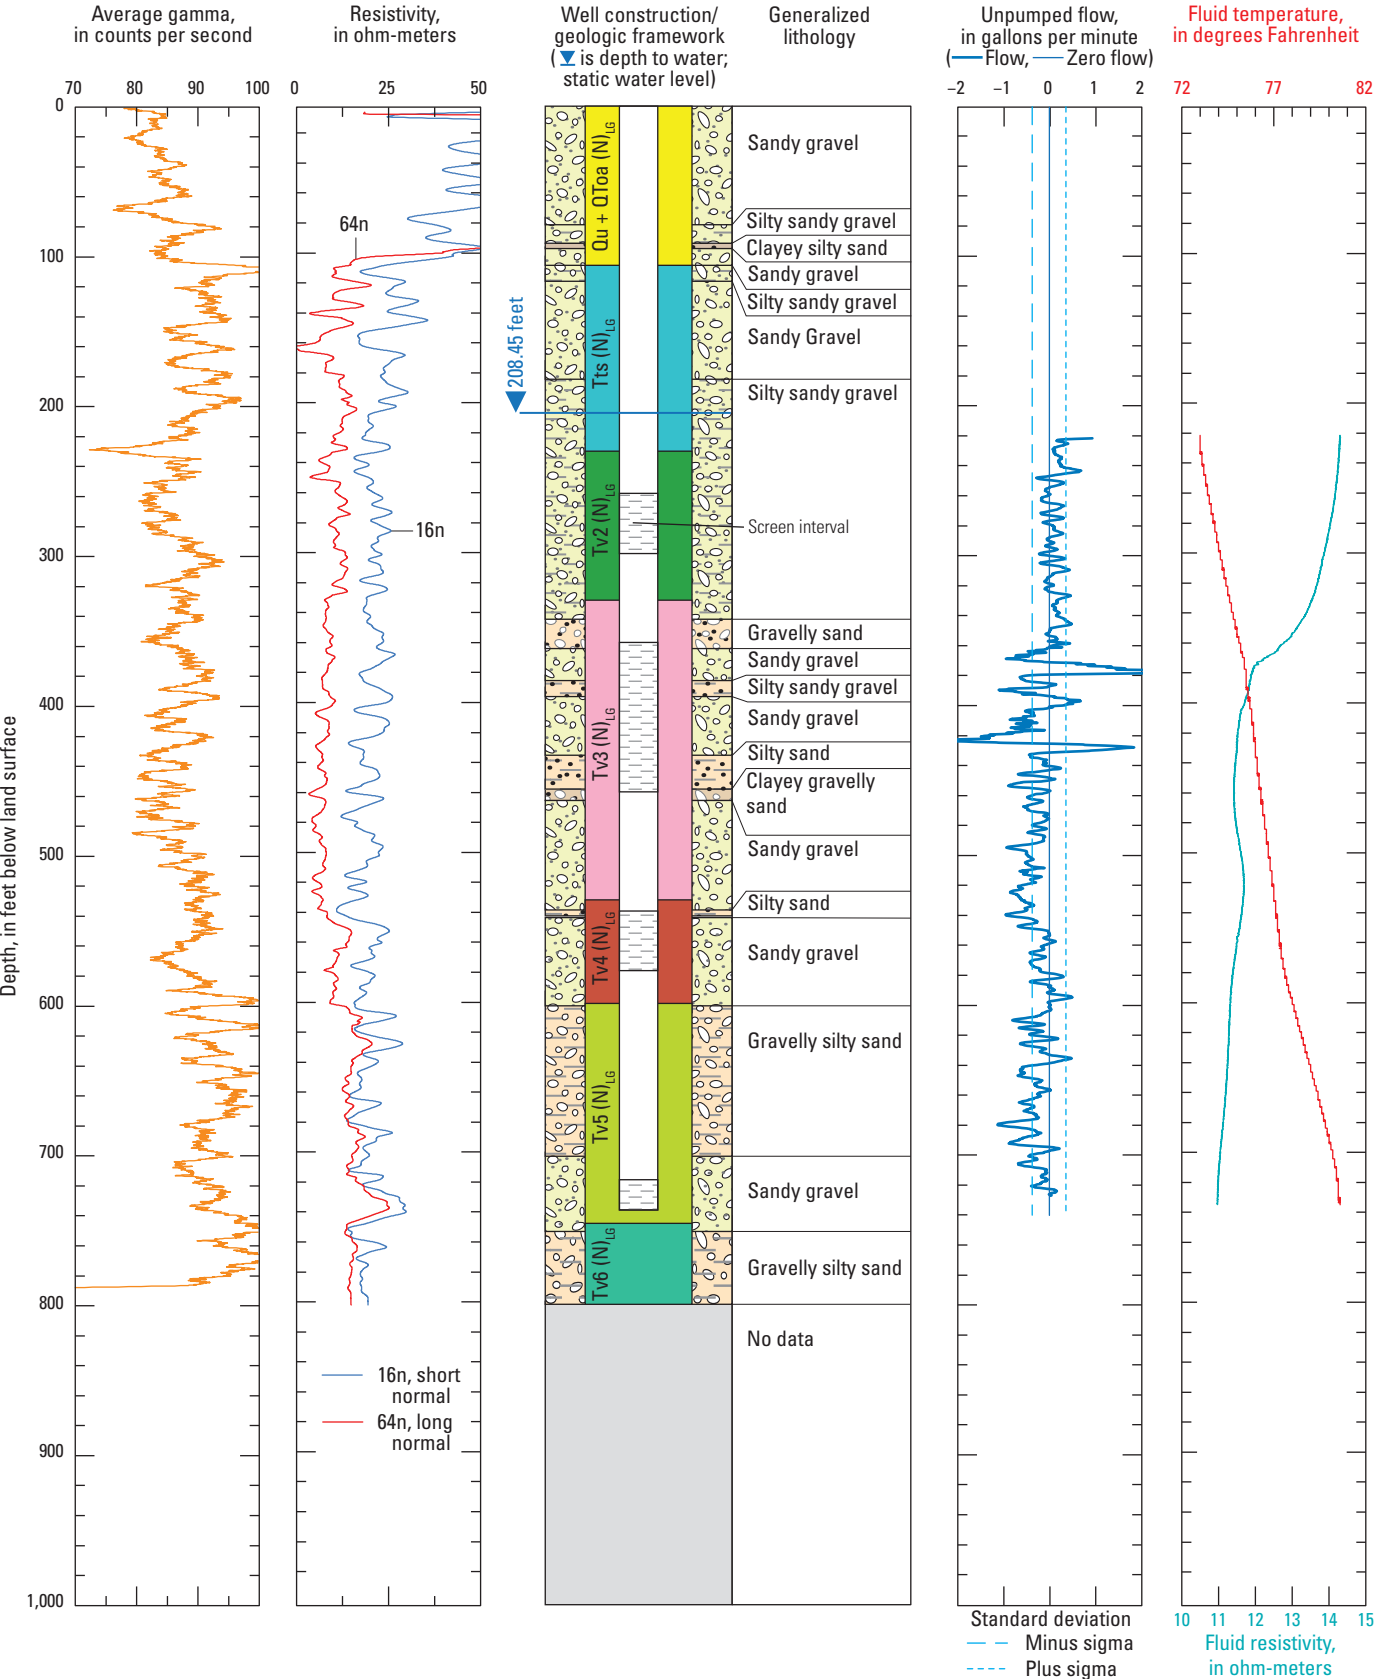 Average gamma,
in counts per second
70 80 90 100
Resistivity,
in ohm-meters
0 25 50
Well construction/
geologic framework
( is depth to water;
static water level)
Generalized
lithology
Unpumped flow,
in gallons per minute
( Flow, Zero flow)
–2 –1 0 1 2
Fluid temperature,
in degrees Fahrenheit
72 77 82
Depth, in feet below land surface
0
100
200
300
400
500
600
700
800
900
1,000
64n
16n
16n, short
normal
64n, long
normal
208.45 feet
Qu + QToa (N)LG
Tts (N)LG
Tv2 (N)LG
Tv3 (N)LG
Tv4 (N)LG
Tv5 (N)LG
Tv6 (N)LG
Sandy gravel
Silty sandy gravel
Clayey silty sand
Sandy gravel
Silty sandy gravel
Sandy Gravel
Silty sandy gravel
Screen interval
Gravelly sand
Sandy gravel
Silty sandy gravel
Sandy gravel
Silty sand
Clayey gravelly
sand
Sandy gravel
Silty sand
Sandy gravel
Gravelly silty sand
Sandy gravel
Gravelly silty sand
No data
Standard deviation
Minus sigma
Plus sigma
10 11 12 13 14 15
Fluid resistivity,
in ohm-meters